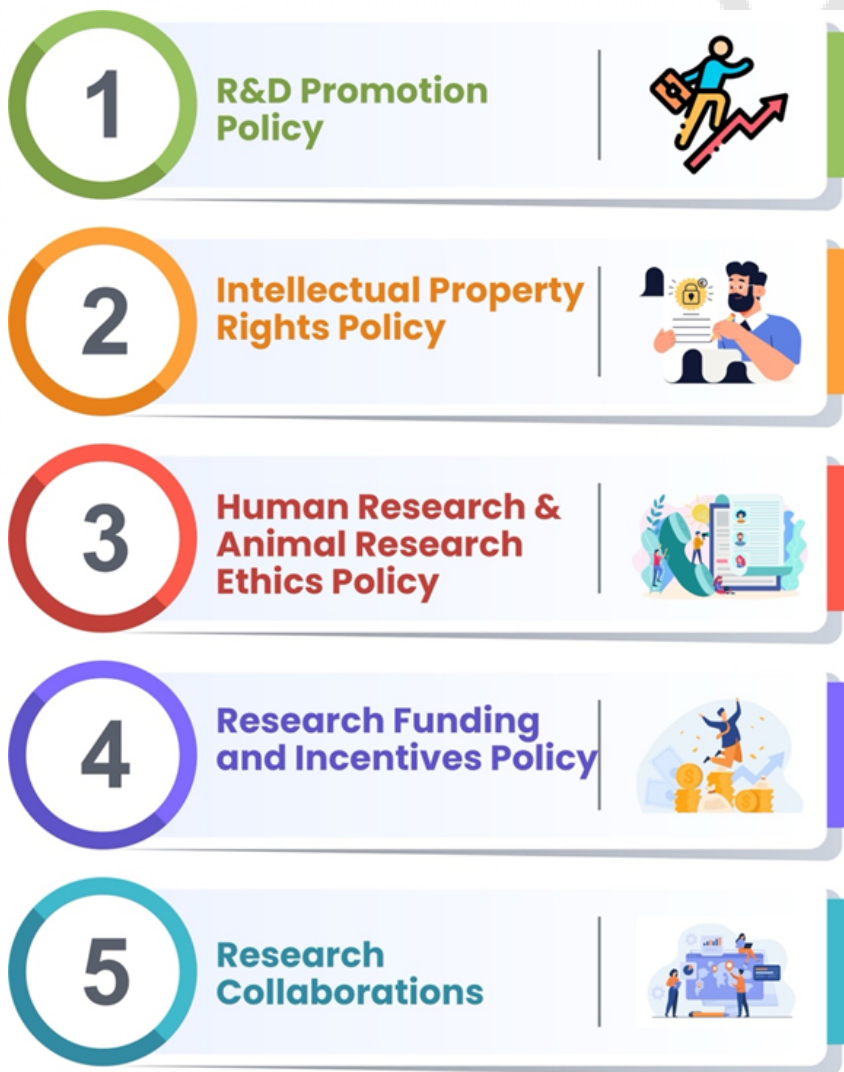 1
R&D Promotion
Policy
2
Intellectual Property
Rights Policy
3
Human Research &
Animal Research
Ethics Policy
4
Research Funding
and Incentives Policy
5
Research
Collaborations